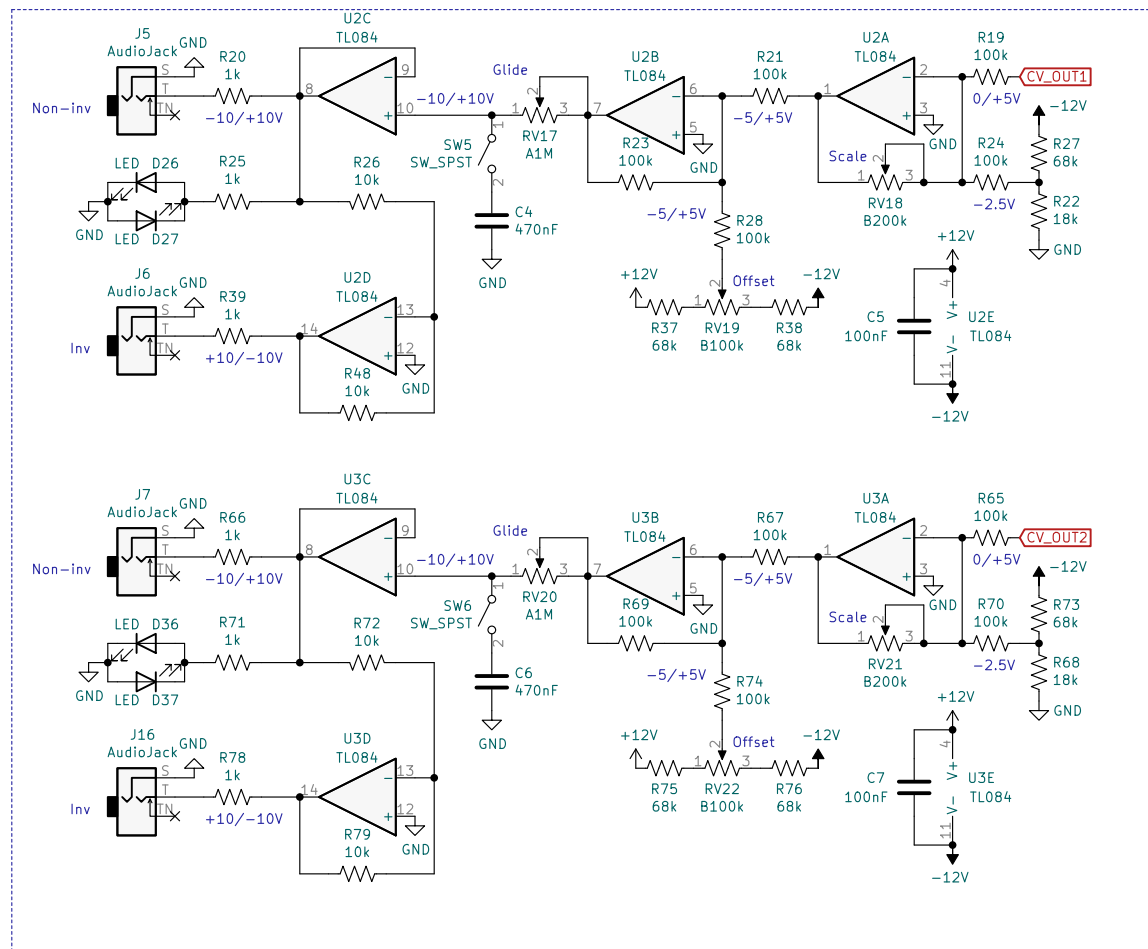 J5
AudioJack
GND
R20
1k
U2C
TL084
S
T
TN
8
9
10
−
+
Non-inv
−10/+10V
−10/+10V
Glide
1
2
3
RV17
A1M
SW5
SW_SPST
1
2
C4
470nF
GND
U2B
TL084
7
6
5
−
+
GND
R23
100k
R21
100k
−5/+5V
U2A
TL084
1
2
3
−
+
GND
R19
100k
CV_OUT1
0/+5V
−12V
R27
68k
Scale
1
2
3
RV18
B200k
R24
100k
−2.5V
R22
18k
GND
LED
D26
R25
1k
R26
10k
GND
LED
D27
−5/+5V
R28
100k
+12V
Offset
−12V
R37
68k
1
2
3
RV19
B100k
R38
68k
+12V
4
C5
100nF
V+
V−
U2E
TL084
11
−12V
J6
AudioJack
GND
R39
1k
U2D
TL084
S
T
TN
14
13
12
−
+
Inv
+10/−10V
GND
R48
10k
J7
AudioJack
GND
R66
1k
U3C
TL084
S
T
TN
8
9
10
−
+
Non-inv
−10/+10V
−10/+10V
Glide
1
2
3
RV20
A1M
SW6
SW_SPST
1
2
C6
470nF
GND
U3B
TL084
7
6
5
−
+
GND
R69
100k
R67
100k
−5/+5V
U3A
TL084
1
2
3
−
+
GND
R65
100k
CV_OUT2
0/+5V
−12V
R73
68k
Scale
1
2
3
RV21
B200k
R70
100k
−2.5V
R68
18k
GND
LED
D36
R71
1k
R72
10k
GND
LED
D37
−5/+5V
R74
100k
+12V
Offset
−12V
R75
68k
1
2
3
RV22
B100k
R76
68k
+12V
4
C7
100nF
V+
V−
U3E
TL084
11
−12V
J16
AudioJack
GND
R78
1k
U3D
TL084
S
T
TN
14
13
12
−
+
Inv
+10/−10V
GND
R79
10k